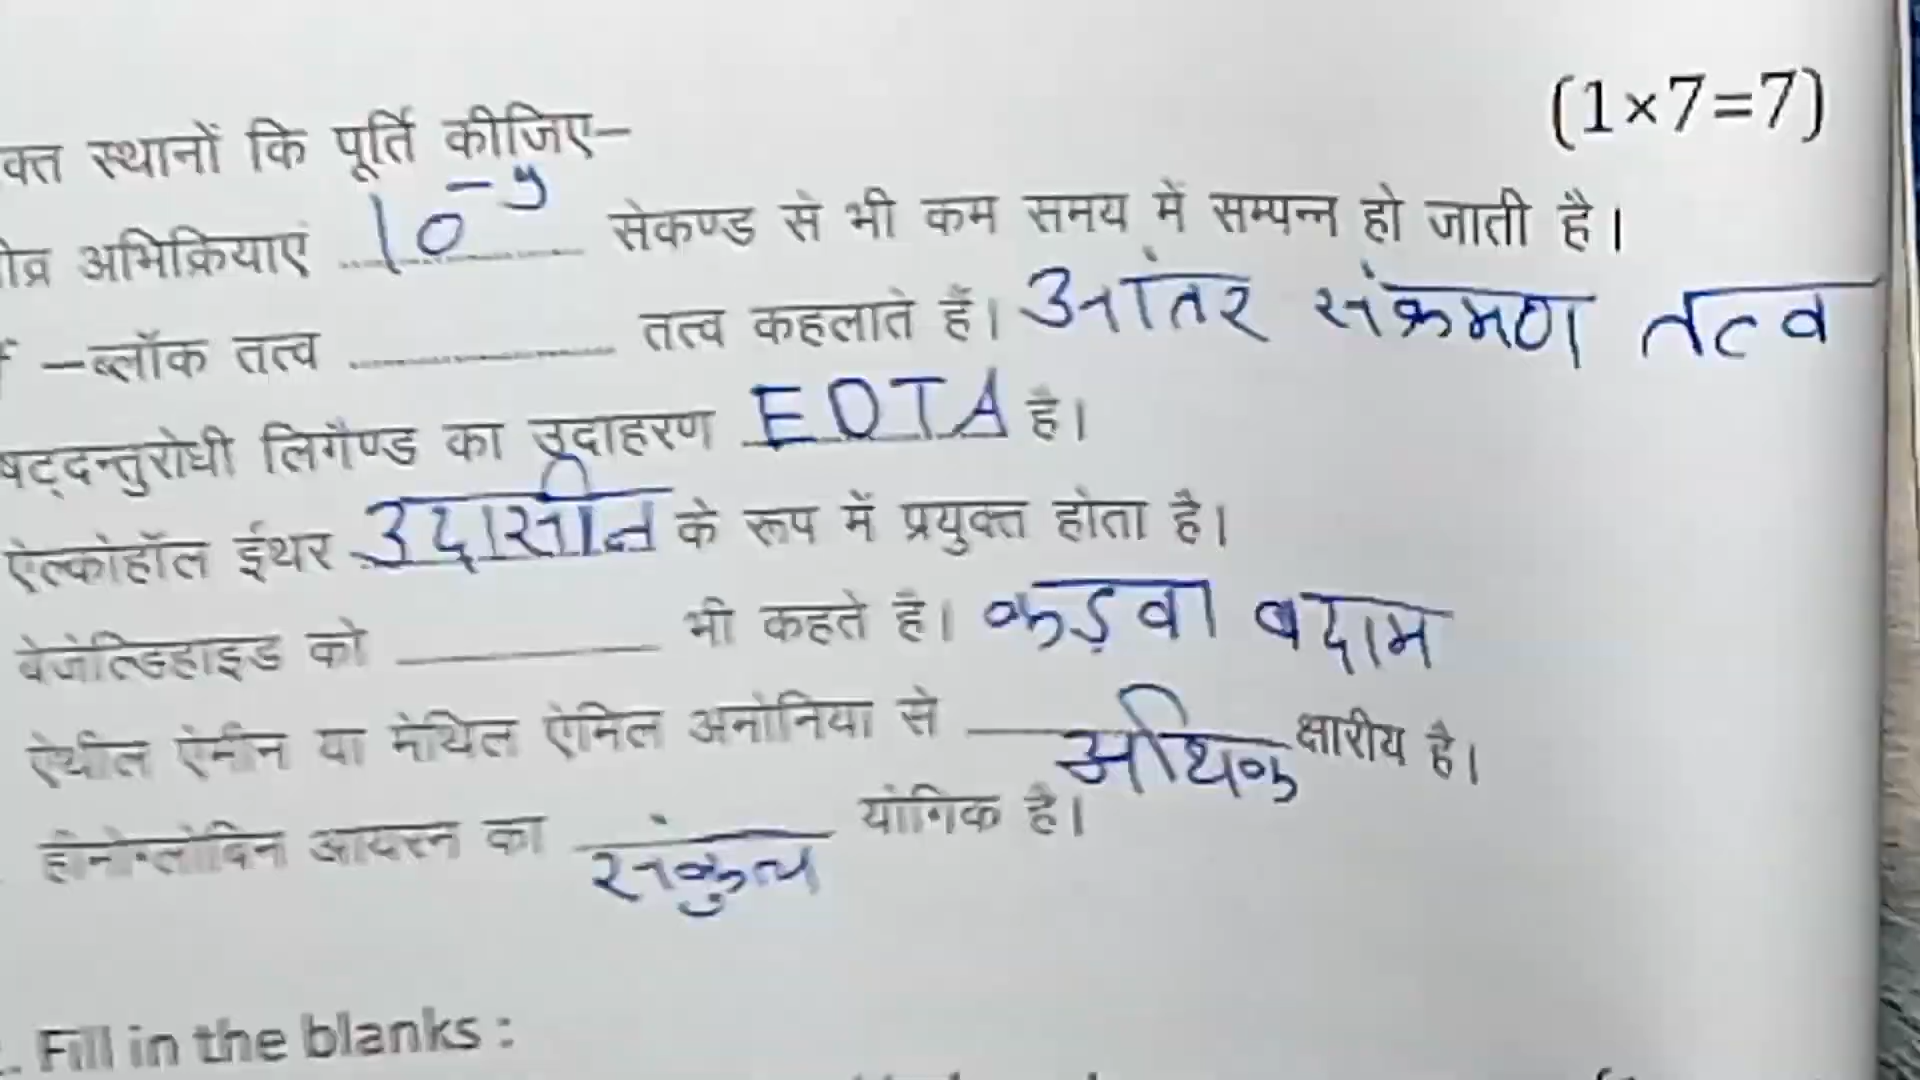 (1×7=7)
क्त स्थानों कि पूर्ति कीजिए–
अभिक्रियाएं 10⁻⁹ सेकण्ड से भी कम समय में सम्पन्न हो जाती है।
–ब्लॉक तत्व ............ तत्व कहलाते हैं। आंतर संक्रमण तत्व
षट्दन्तुरोधी लिगैण्ड का उदाहरण EDTA है।
ऐल्कोहॉल ईथर उदासीन के रूप में प्रयुक्त होता है।
बेजेल्डिहाइड को ________ भी कहते है। कड़वा बदाम
ऐथील ऐमीन या मेथिल ऐमिल अमोनिया से ________ अधिक क्षारीय है।
हीमोग्लोबिन आयरन का संकुल यौगिक है।
Fill in the blanks :